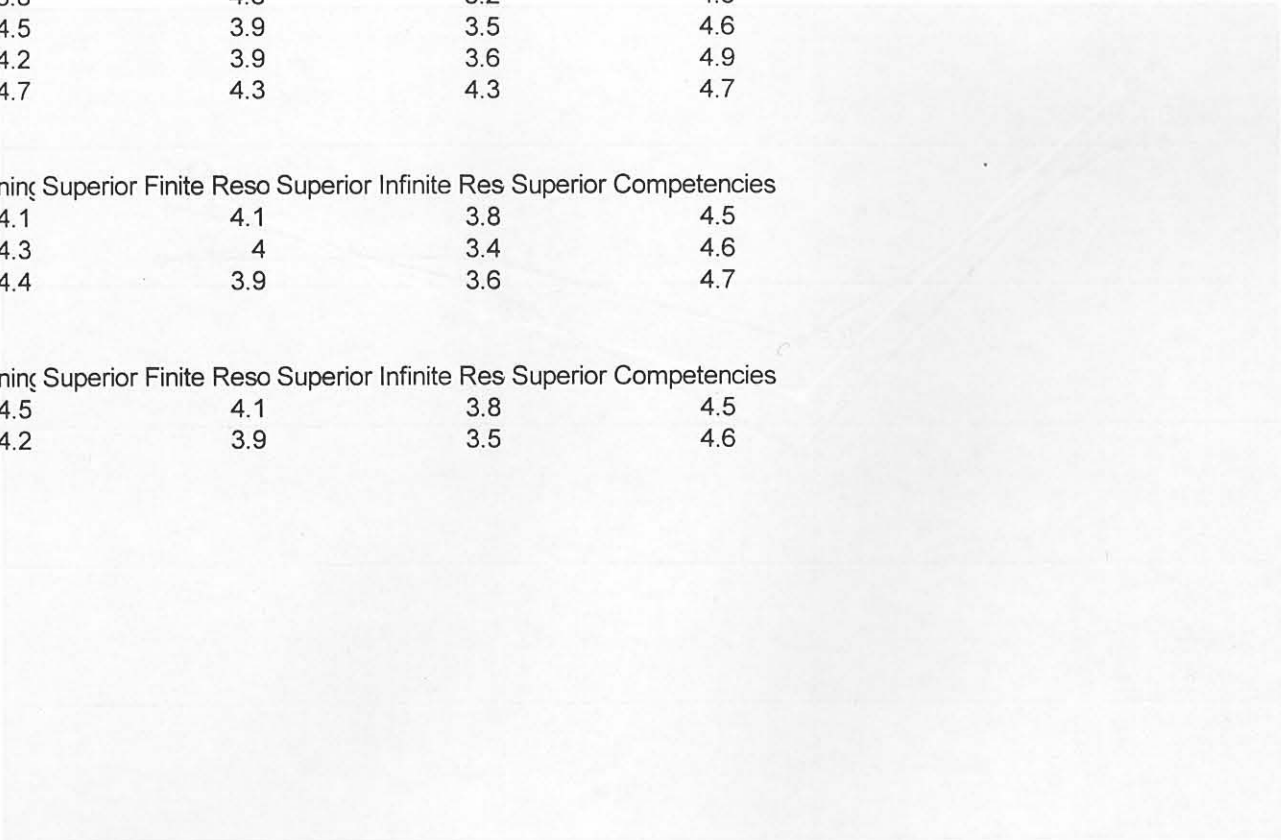 4.5 3.9 3.5 4.6
4.2 3.9 3.6 4.9
4.7 4.3 4.3 4.7
Superior Finite Reso Superior Infinite Res Superior Competencies
4.1 4.1 3.8 4.5
4.3 4 3.4 4.6
4.4 3.9 3.6 4.7
Superior Finite Reso Superior Infinite Res Superior Competencies
4.5 4.1 3.8 4.5
4.2 3.9 3.5 4.6